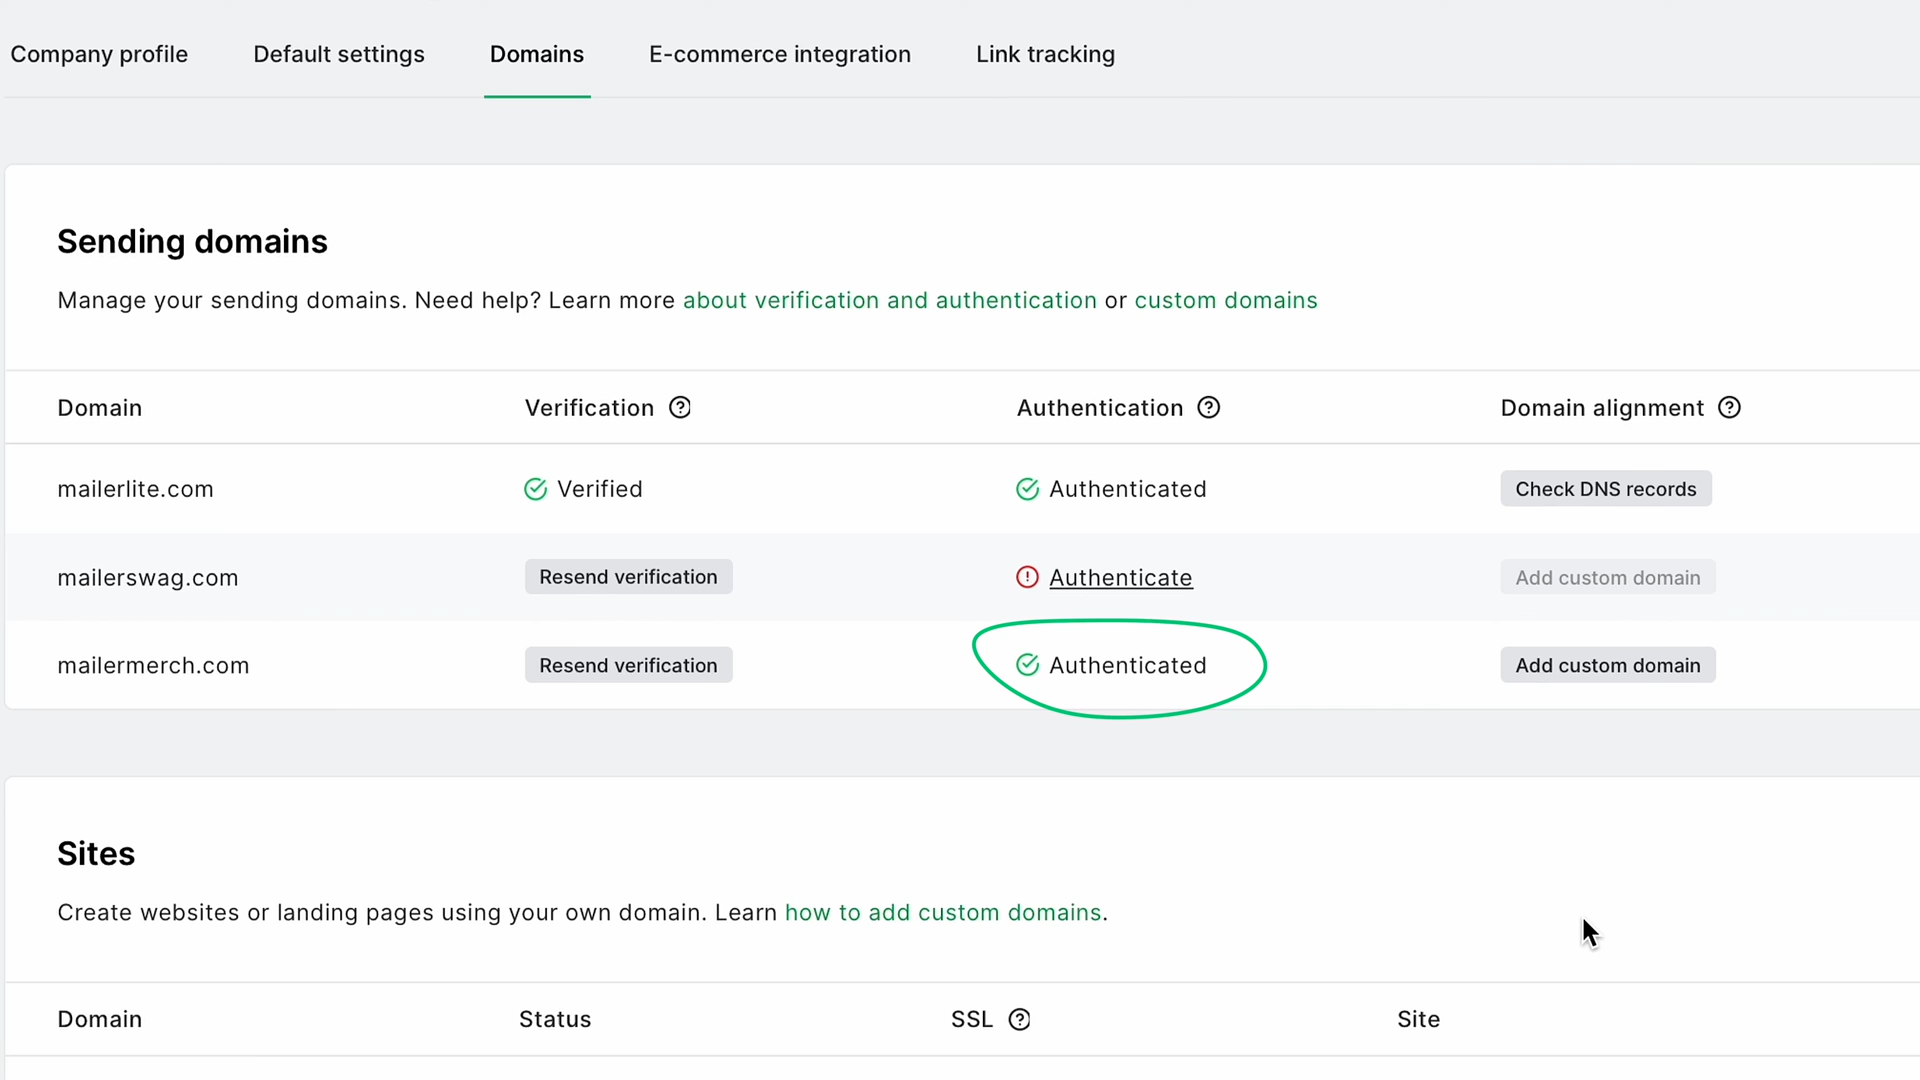 Company profile Default settings Domains E-commerce integration Link tracking
Sending domains
Manage your sending domains. Need help? Learn more about verification and authentication or custom domains
Domain Verification Authentication Domain alignment
mailerlite.com Verified Authenticated Check DNS records
mailerswag.com Resend verification Authenticate Add custom domain
mailermerch.com Resend verification Authenticated Add custom domain
Sites
Create websites or landing pages using your own domain. Learn how to add custom domains.
Domain Status SSL Site